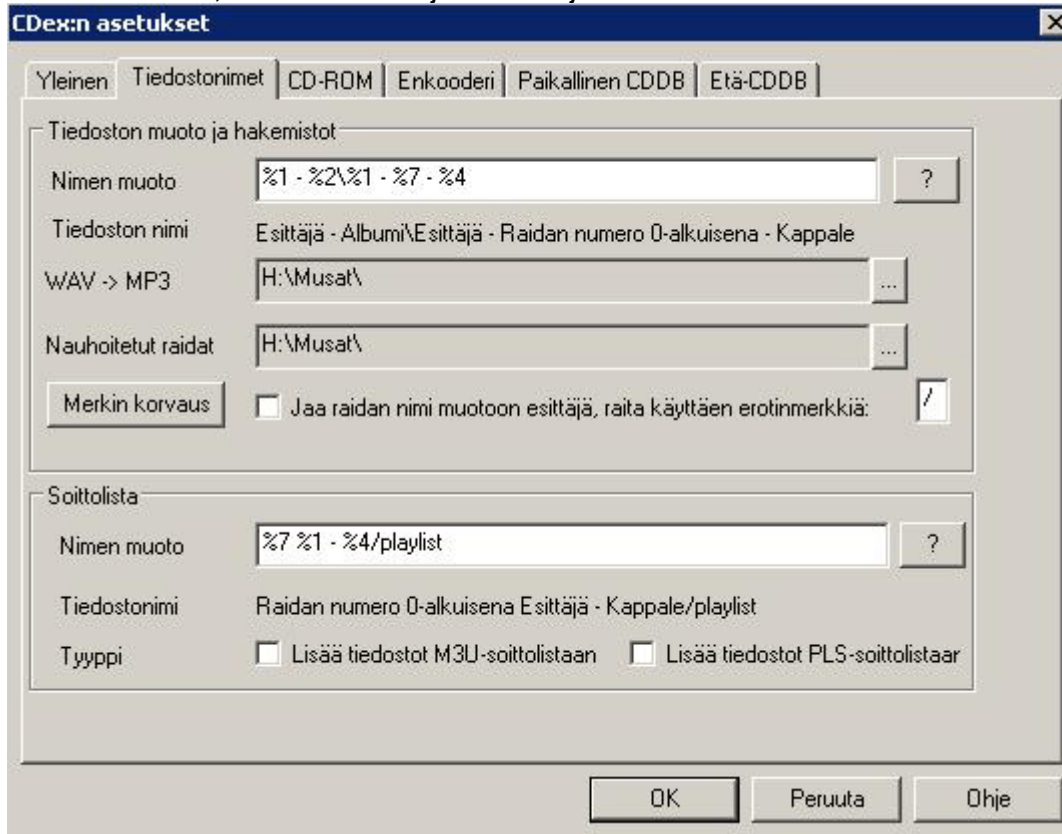 CDex:n asetukset
Yleinen Tiedostonimet CD-ROM Enkooderi Paikallinen CDDB Etä-CDDB
Tiedoston muoto ja hakemistot
Nimen muoto %1 - %2\%1 - %7 - %4 ?
Tiedoston nimi Esittäjä - Albumi\Esittäjä - Raidan numero 0-alkuisena - Kappale
WAV -> MP3 H:\Musat\ ...
Nauhoitetut raidat H:\Musat\ ...
Merkin korvaus Jaa raidan nimi muotoon esittäjä, raita käyttäen erotinmerkkiä: /
Soittolista
Nimen muoto %7 %1 - %4/playlist ?
Tiedostonimi Raidan numero 0-alkuisena Esittäjä - Kappale/playlist
Tyyppi Lisää tiedostot M3U-soittolistaan Lisää tiedostot PLS-soittolistaar
OK Peruuta Ohje